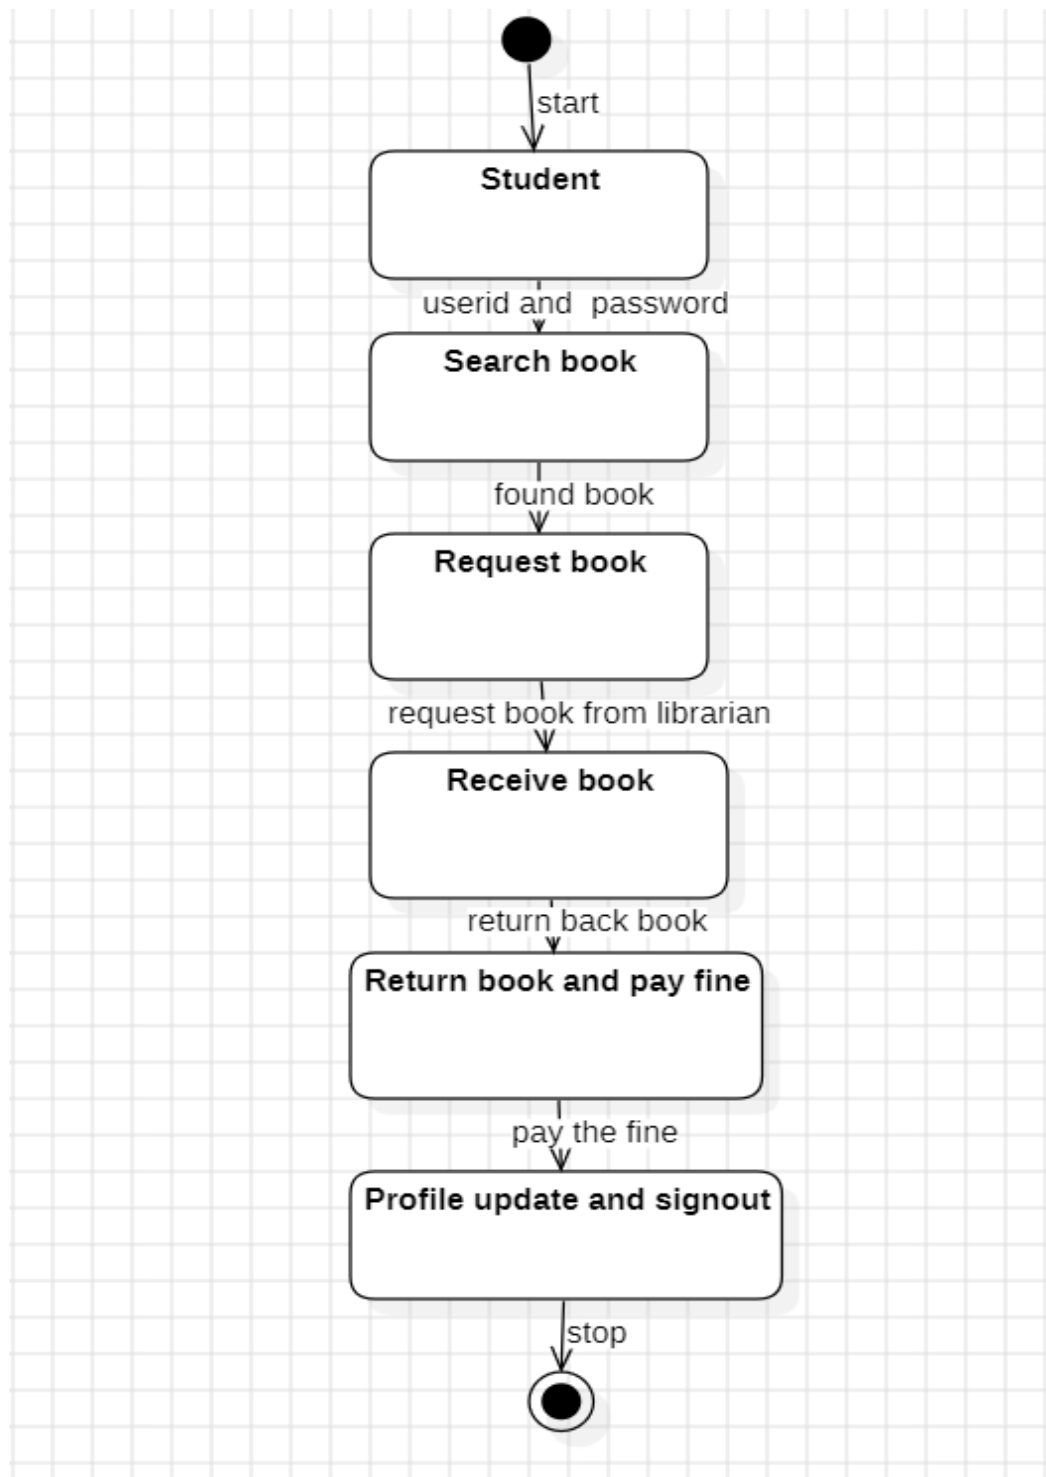 start
Student
userid and  password
Search book
found book
Request book
request book from librarian
Receive book
return back book
Return book and pay fine
pay the fine
Profile update and signout
stop